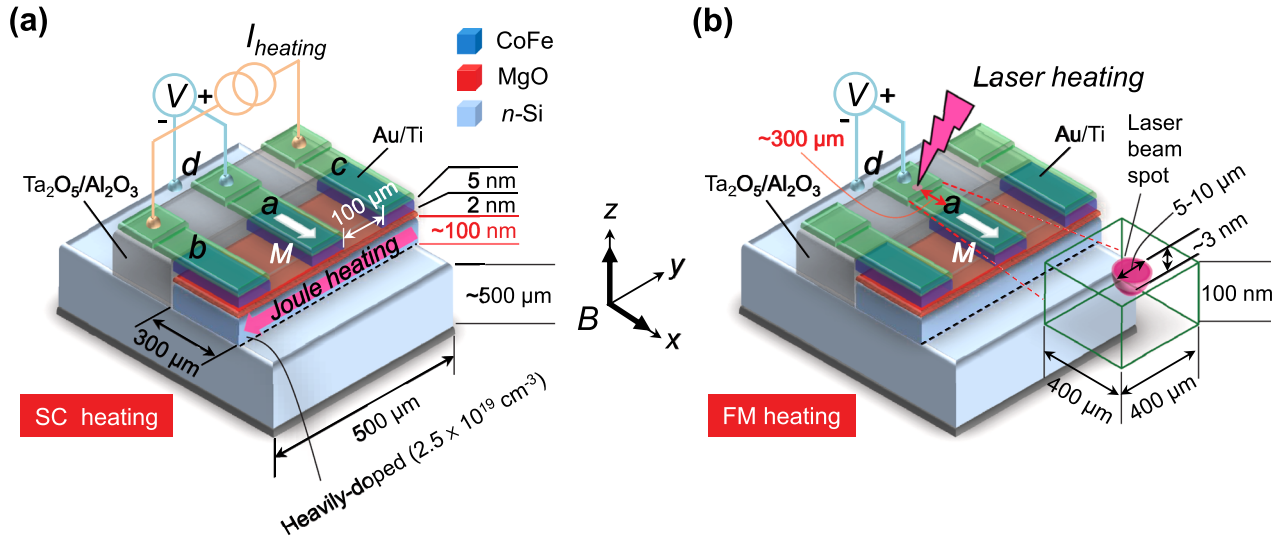 (a)
I heating
V
+
-
CoFe
MgO
n-Si
Au/Ti
Ta2O5/Al2O3
d
c
a
b
M
100 µm
5 nm
2 nm
~100 nm
Joule heating
~500 µm
300 µm
500 µm
SC heating
Heavily-doped (2.5 × 10¹⁹ cm⁻³)
z
y
x
B
(b)
Laser heating
V
+
-
~300 µm
Au/Ti
Laser
beam
spot
Ta2O5/Al2O3
d
a
M
5-10 µm
~3 nm
100 nm
400 µm
400 µm
FM heating